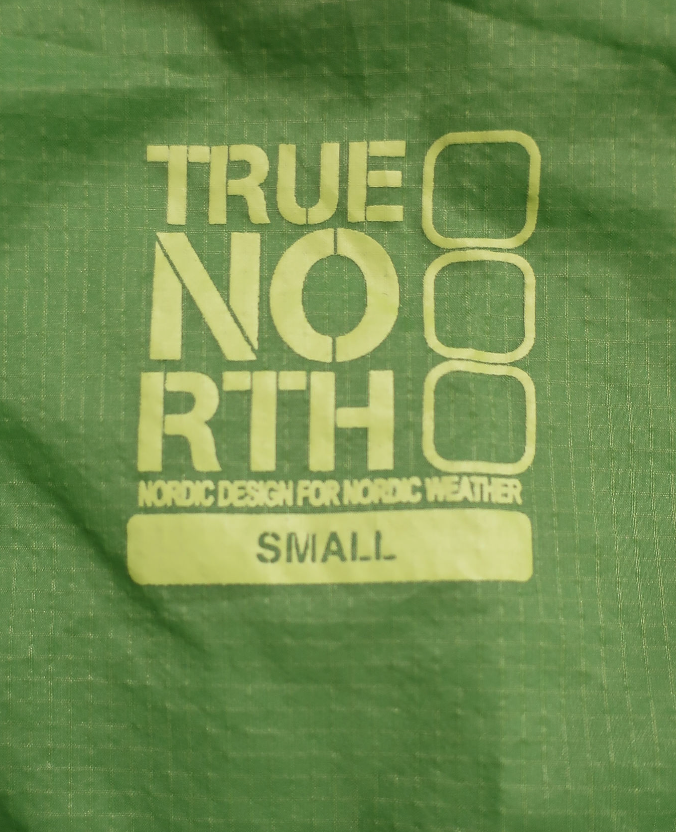 TRUE
NO
RTH
NORDIC DESIGN FOR NORDIC WEATHER
SMALL